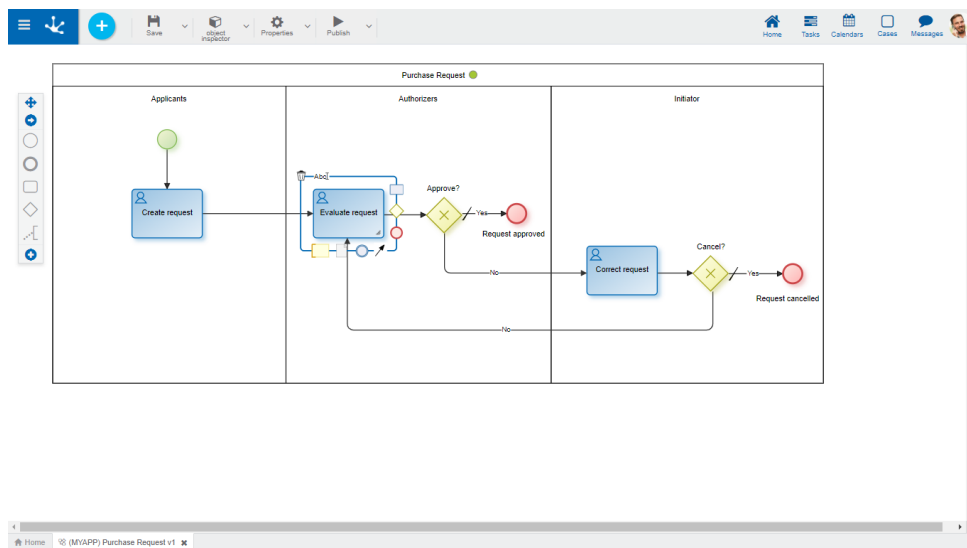 Save
object
inspector
Properties
Publish
Home
Tasks
Calendars
Cases
Messages
Purchase Request
Applicants
Authorizers
Initiator
Create request
Evaluate request
Approve?
Yes
Request approved
No
Correct request
Cancel?
Yes
Request cancelled
No
Home
(MYAPP) Purchase Request v1